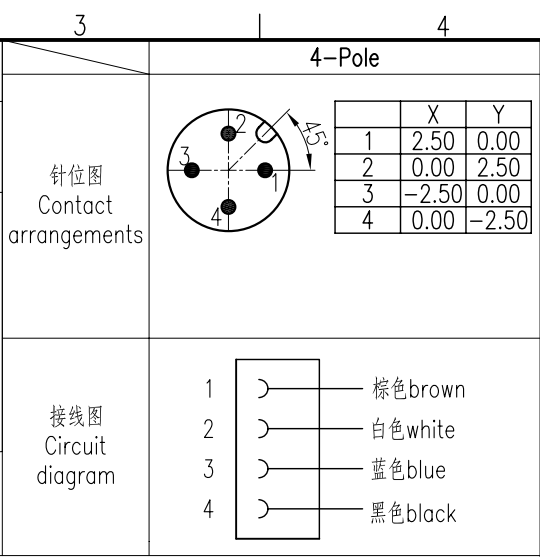 3 4
4-Pole
针位图
Contact
arrangements
2
45°
3
1
4
X Y
1 2.50 0.00
2 0.00 2.50
3 -2.50 0.00
4 0.00 -2.50
接线图
Circuit
diagram
1 棕色brown
2 白色white
3 蓝色blue
4 黑色black